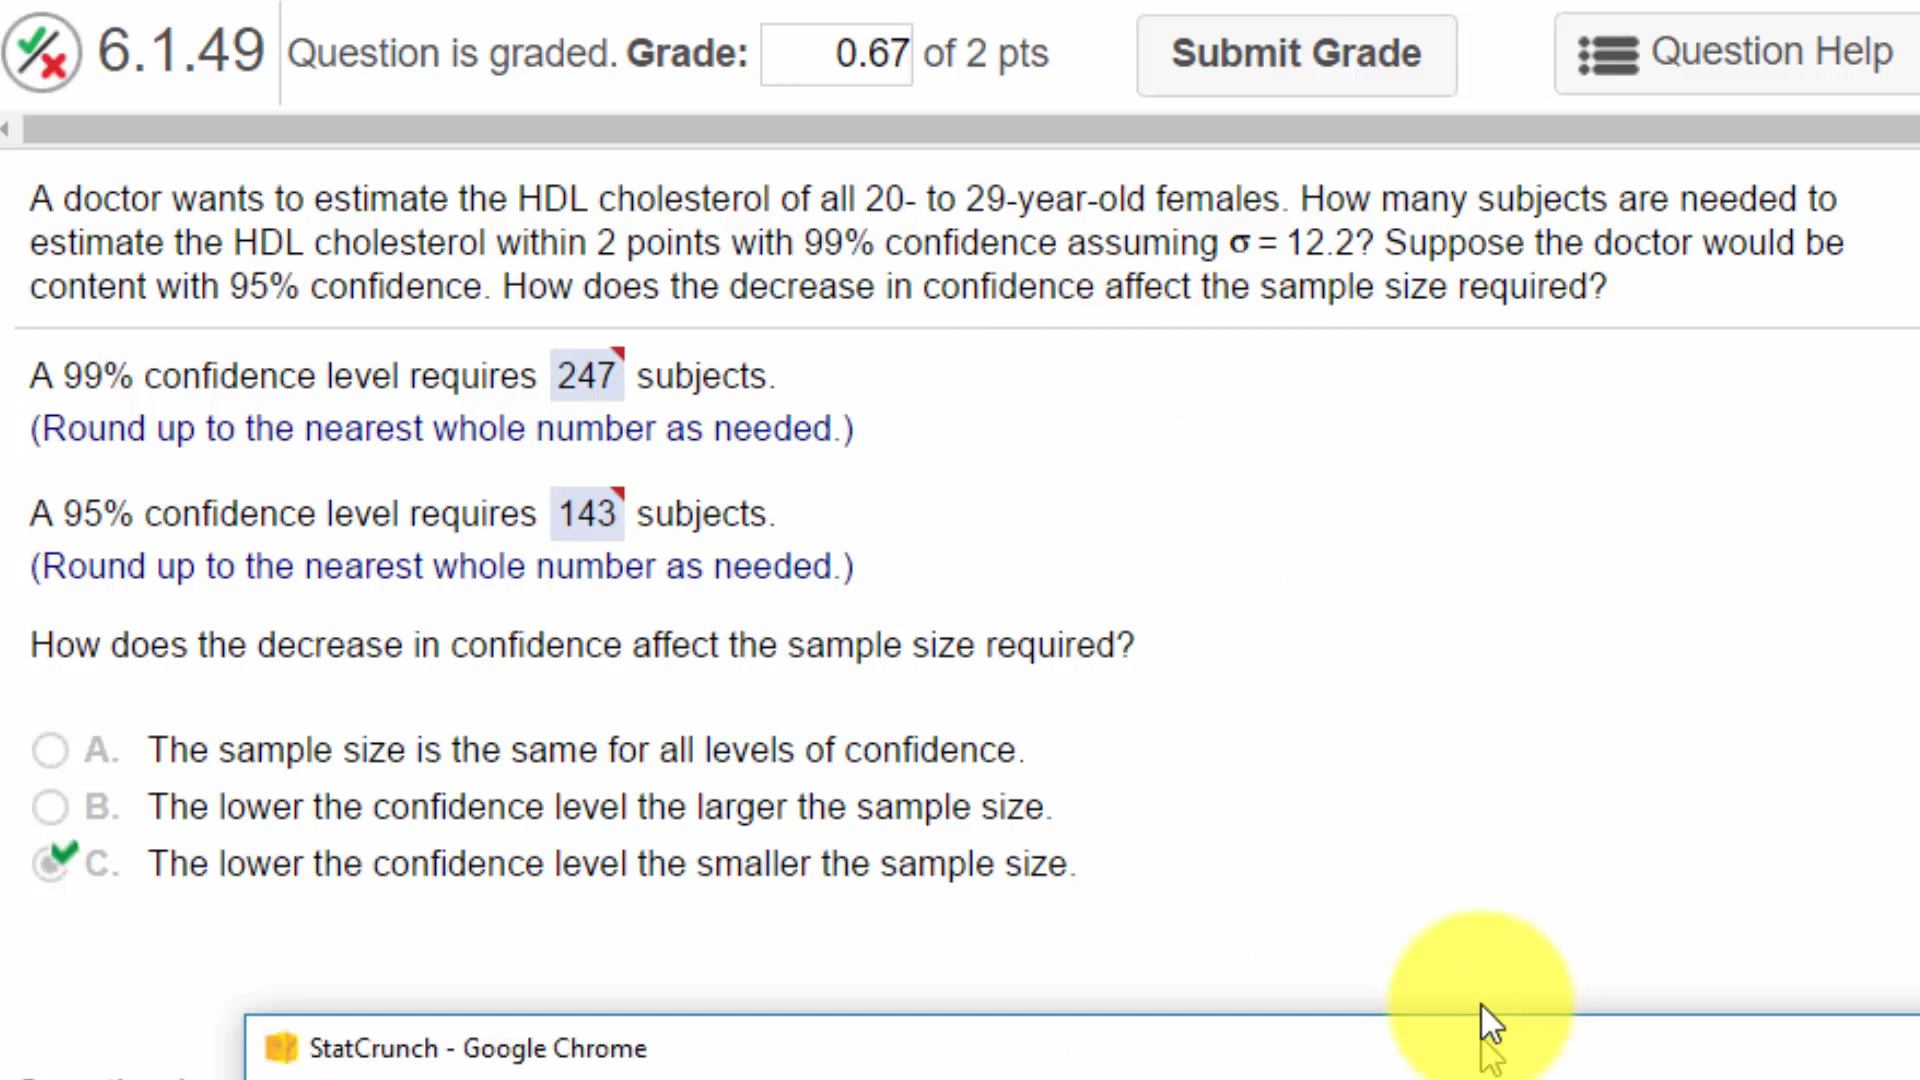 6.1.49 Question is graded. Grade: 0.67 of 2 pts Submit Grade Question Help
A doctor wants to estimate the HDL cholesterol of all 20- to 29-year-old females. How many subjects are needed to
estimate the HDL cholesterol within 2 points with 99% confidence assuming σ = 12.2? Suppose the doctor would be
content with 95% confidence. How does the decrease in confidence affect the sample size required?
A 99% confidence level requires 247 subjects.
(Round up to the nearest whole number as needed.)
A 95% confidence level requires 143 subjects.
(Round up to the nearest whole number as needed.)
How does the decrease in confidence affect the sample size required?
A. The sample size is the same for all levels of confidence.
B. The lower the confidence level the larger the sample size.
C. The lower the confidence level the smaller the sample size.
StatCrunch - Google Chrome